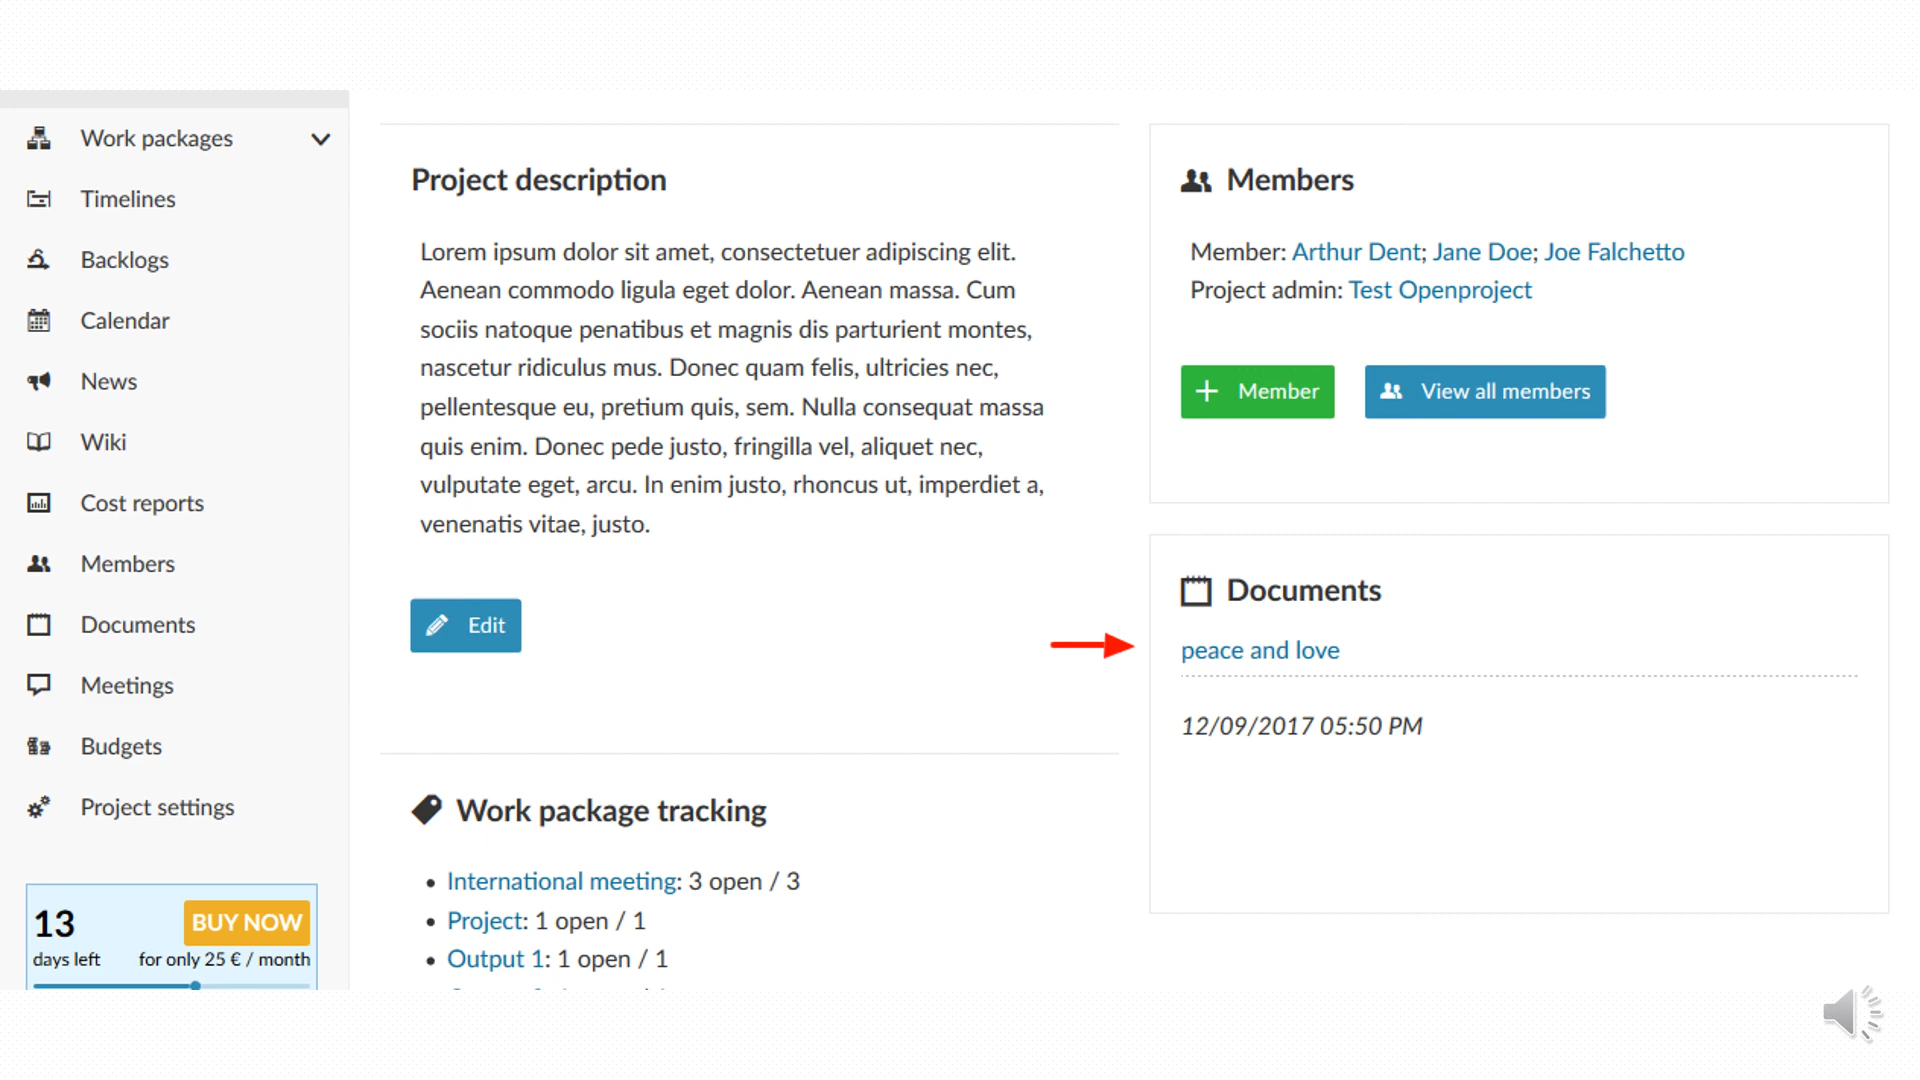 Work packages
Timelines
Backlogs
Calendar
News
Wiki
Cost reports
Members
Documents
Meetings
Budgets
Project settings
13
days left
BUY NOW
for only 25 € / month
Project description
Lorem ipsum dolor sit amet, consectetuer adipiscing elit.
Aenean commodo ligula eget dolor. Aenean massa. Cum
sociis natoque penatibus et magnis dis parturient montes,
nascetur ridiculus mus. Donec quam felis, ultricies nec,
pellentesque eu, pretium quis, sem. Nulla consequat massa
quis enim. Donec pede justo, fringilla vel, aliquet nec,
vulputate eget, arcu. In enim justo, rhoncus ut, imperdiet a,
venenatis vitae, justo.
Edit
Work package tracking
International meeting: 3 open / 3
Project: 1 open / 1
Output 1: 1 open / 1
Members
Member: Arthur Dent; Jane Doe; Joe Falchetto
Project admin: Test Openproject
Member
View all members
Documents
peace and love
12/09/2017 05:50 PM